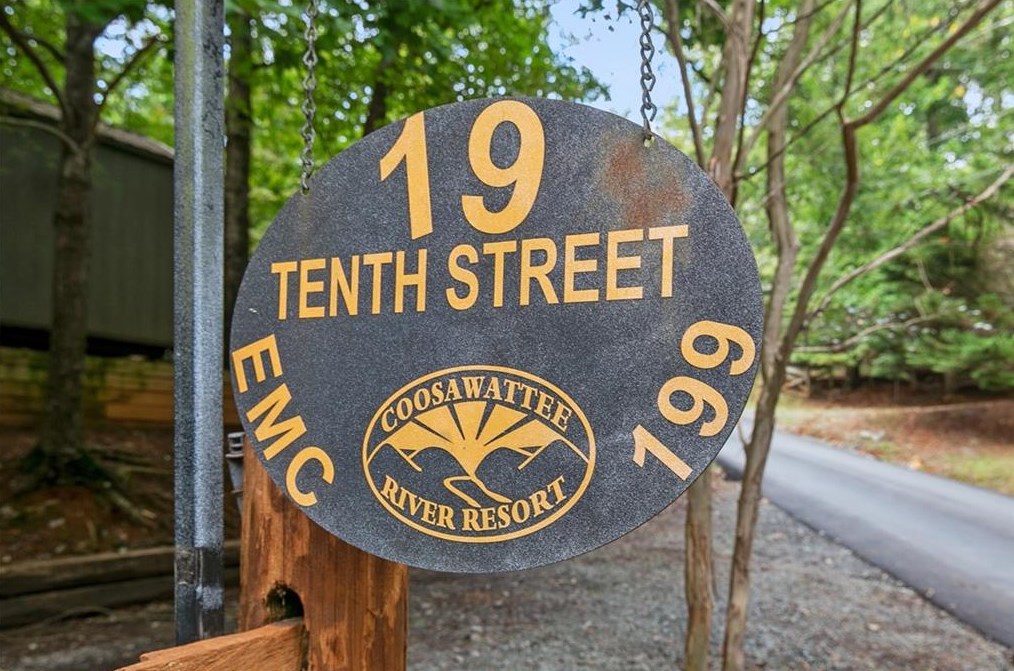 19
TENTH STREET
EMC
199
COOSAWATTEE
RIVER RESORT